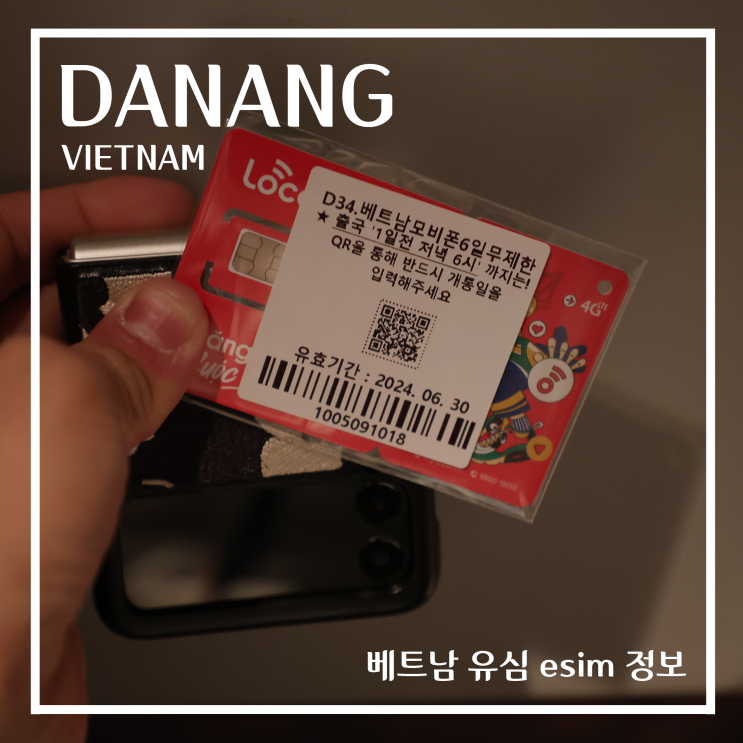 DANANG
VIETNAM
Loc
D34.베트남모비폰6일무제한
★ 출국 '1일전 저녁 6시' 까지는!
QR을 통해 반드시 개통일을
입력해주세요
4G LTE
유효기간 : 2024. 06. 30
1005091018
베트남 유심 esim 정보